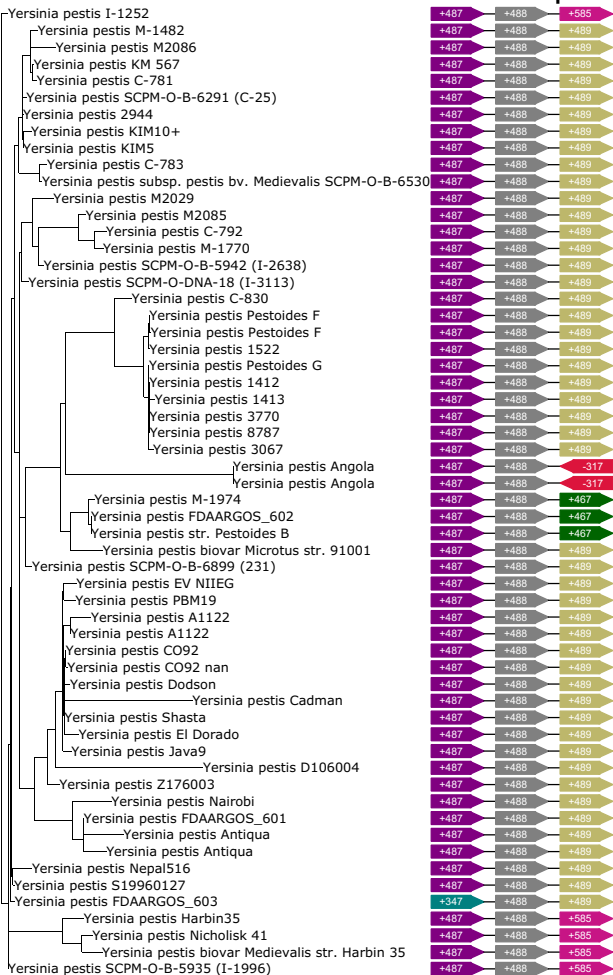 Yersinia pestis I-1252 +487 +488 +585
Yersinia pestis M-1482 +487 +488 +489
Yersinia pestis M2086 +487 +488 +489
Yersinia pestis KM 567 +487 +488 +489
Yersinia pestis C-781 +487 +488 +489
Yersinia pestis SCPM-O-B-6291 (C-25) +487 +488 +489
Yersinia pestis 2944 +487 +488 +489
Yersinia pestis KIM10+ +487 +488 +489
Yersinia pestis KIM5 +487 +488 +489
Yersinia pestis C-783 +487 +488 +489
Yersinia pestis subsp. pestis bv. Medievalis SCPM-O-B-6530 +487 +488 +489
Yersinia pestis M2029 +487 +488 +489
Yersinia pestis M2085 +487 +488 +489
Yersinia pestis C-792 +487 +488 +489
Yersinia pestis M-1770 +487 +488 +489
Yersinia pestis SCPM-O-B-5942 (I-2638) +487 +488 +489
Yersinia pestis SCPM-O-DNA-18 (I-3113) +487 +488 +489
Yersinia pestis C-830 +487 +488 +489
Yersinia pestis Pestoides F +487 +488 +489
Yersinia pestis Pestoides F +487 +488 +489
Yersinia pestis 1522 +487 +488 +489
Yersinia pestis Pestoides G +487 +488 +489
Yersinia pestis 1412 +487 +488 +489
Yersinia pestis 1413 +487 +488 +489
Yersinia pestis 3770 +487 +488 +489
Yersinia pestis 8787 +487 +488 +489
Yersinia pestis 3067 +487 +488 +489
Yersinia pestis Angola +487 +488 -317
Yersinia pestis Angola +487 +488 -317
Yersinia pestis M-1974 +487 +488 +467
Yersinia pestis FDAARGOS_602 +487 +488 +467
Yersinia pestis str. Pestoides B +487 +488 +467
Yersinia pestis biovar Microtus str. 91001 +487 +488 +489
Yersinia pestis SCPM-O-B-6899 (231) +487 +488 +489
Yersinia pestis EV NIIEG +487 +488 +489
Yersinia pestis PBM19 +487 +488 +489
Yersinia pestis A1122 +487 +488 +489
Yersinia pestis A1122 +487 +488 +489
Yersinia pestis CO92 +487 +488 +489
Yersinia pestis CO92 nan +487 +488 +489
Yersinia pestis Dodson +487 +488 +489
Yersinia pestis Cadman +487 +488 +489
Yersinia pestis Shasta +487 +488 +489
Yersinia pestis El Dorado +487 +488 +489
Yersinia pestis Java9 +487 +488 +489
Yersinia pestis D106004 +487 +488 +489
Yersinia pestis Z176003 +487 +488 +489
Yersinia pestis Nairobi +487 +488 +489
Yersinia pestis FDAARGOS_601 +487 +488 +489
Yersinia pestis Antiqua +487 +488 +489
Yersinia pestis Antiqua +487 +488 +489
Yersinia pestis Nepal516 +487 +488 +489
Yersinia pestis S19960127 +487 +488 +489
Yersinia pestis FDAARGOS_603 +347 +488 +489
Yersinia pestis Harbin35 +487 +488 +585
Yersinia pestis Nicholisk 41 +487 +488 +585
Yersinia pestis biovar Medievalis str. Harbin 35 +487 +488 +585
Yersinia pestis SCPM-O-B-5935 (I-1996) +487 +488 +585